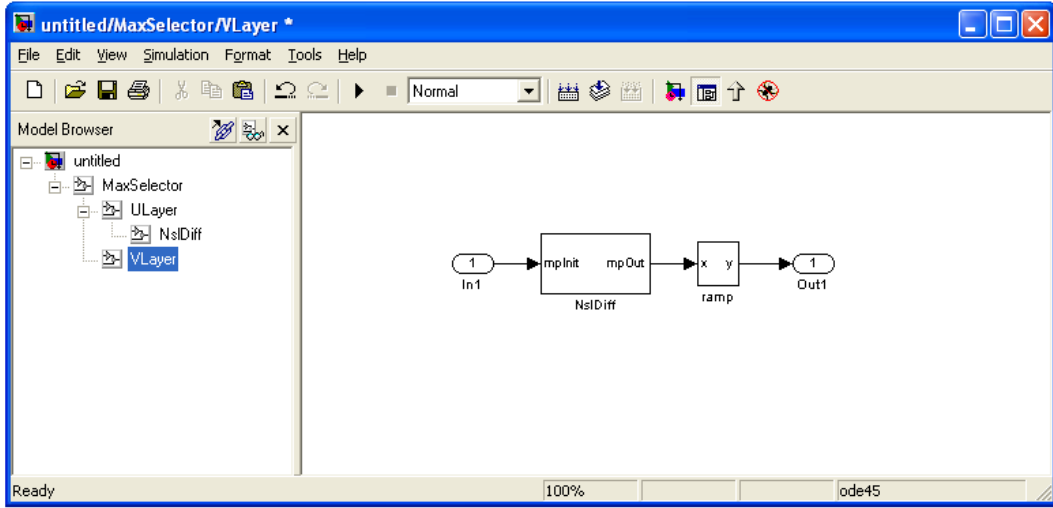 untitled/MaxSelector/VLayer *
File Edit View Simulation Format Tools Help
Normal
Model Browser
untitled
MaxSelector
ULayer
NslDiff
VLayer
1
In1
mpInit mpOut
NslDiff
x y
ramp
1
Out1
Ready 100% ode45